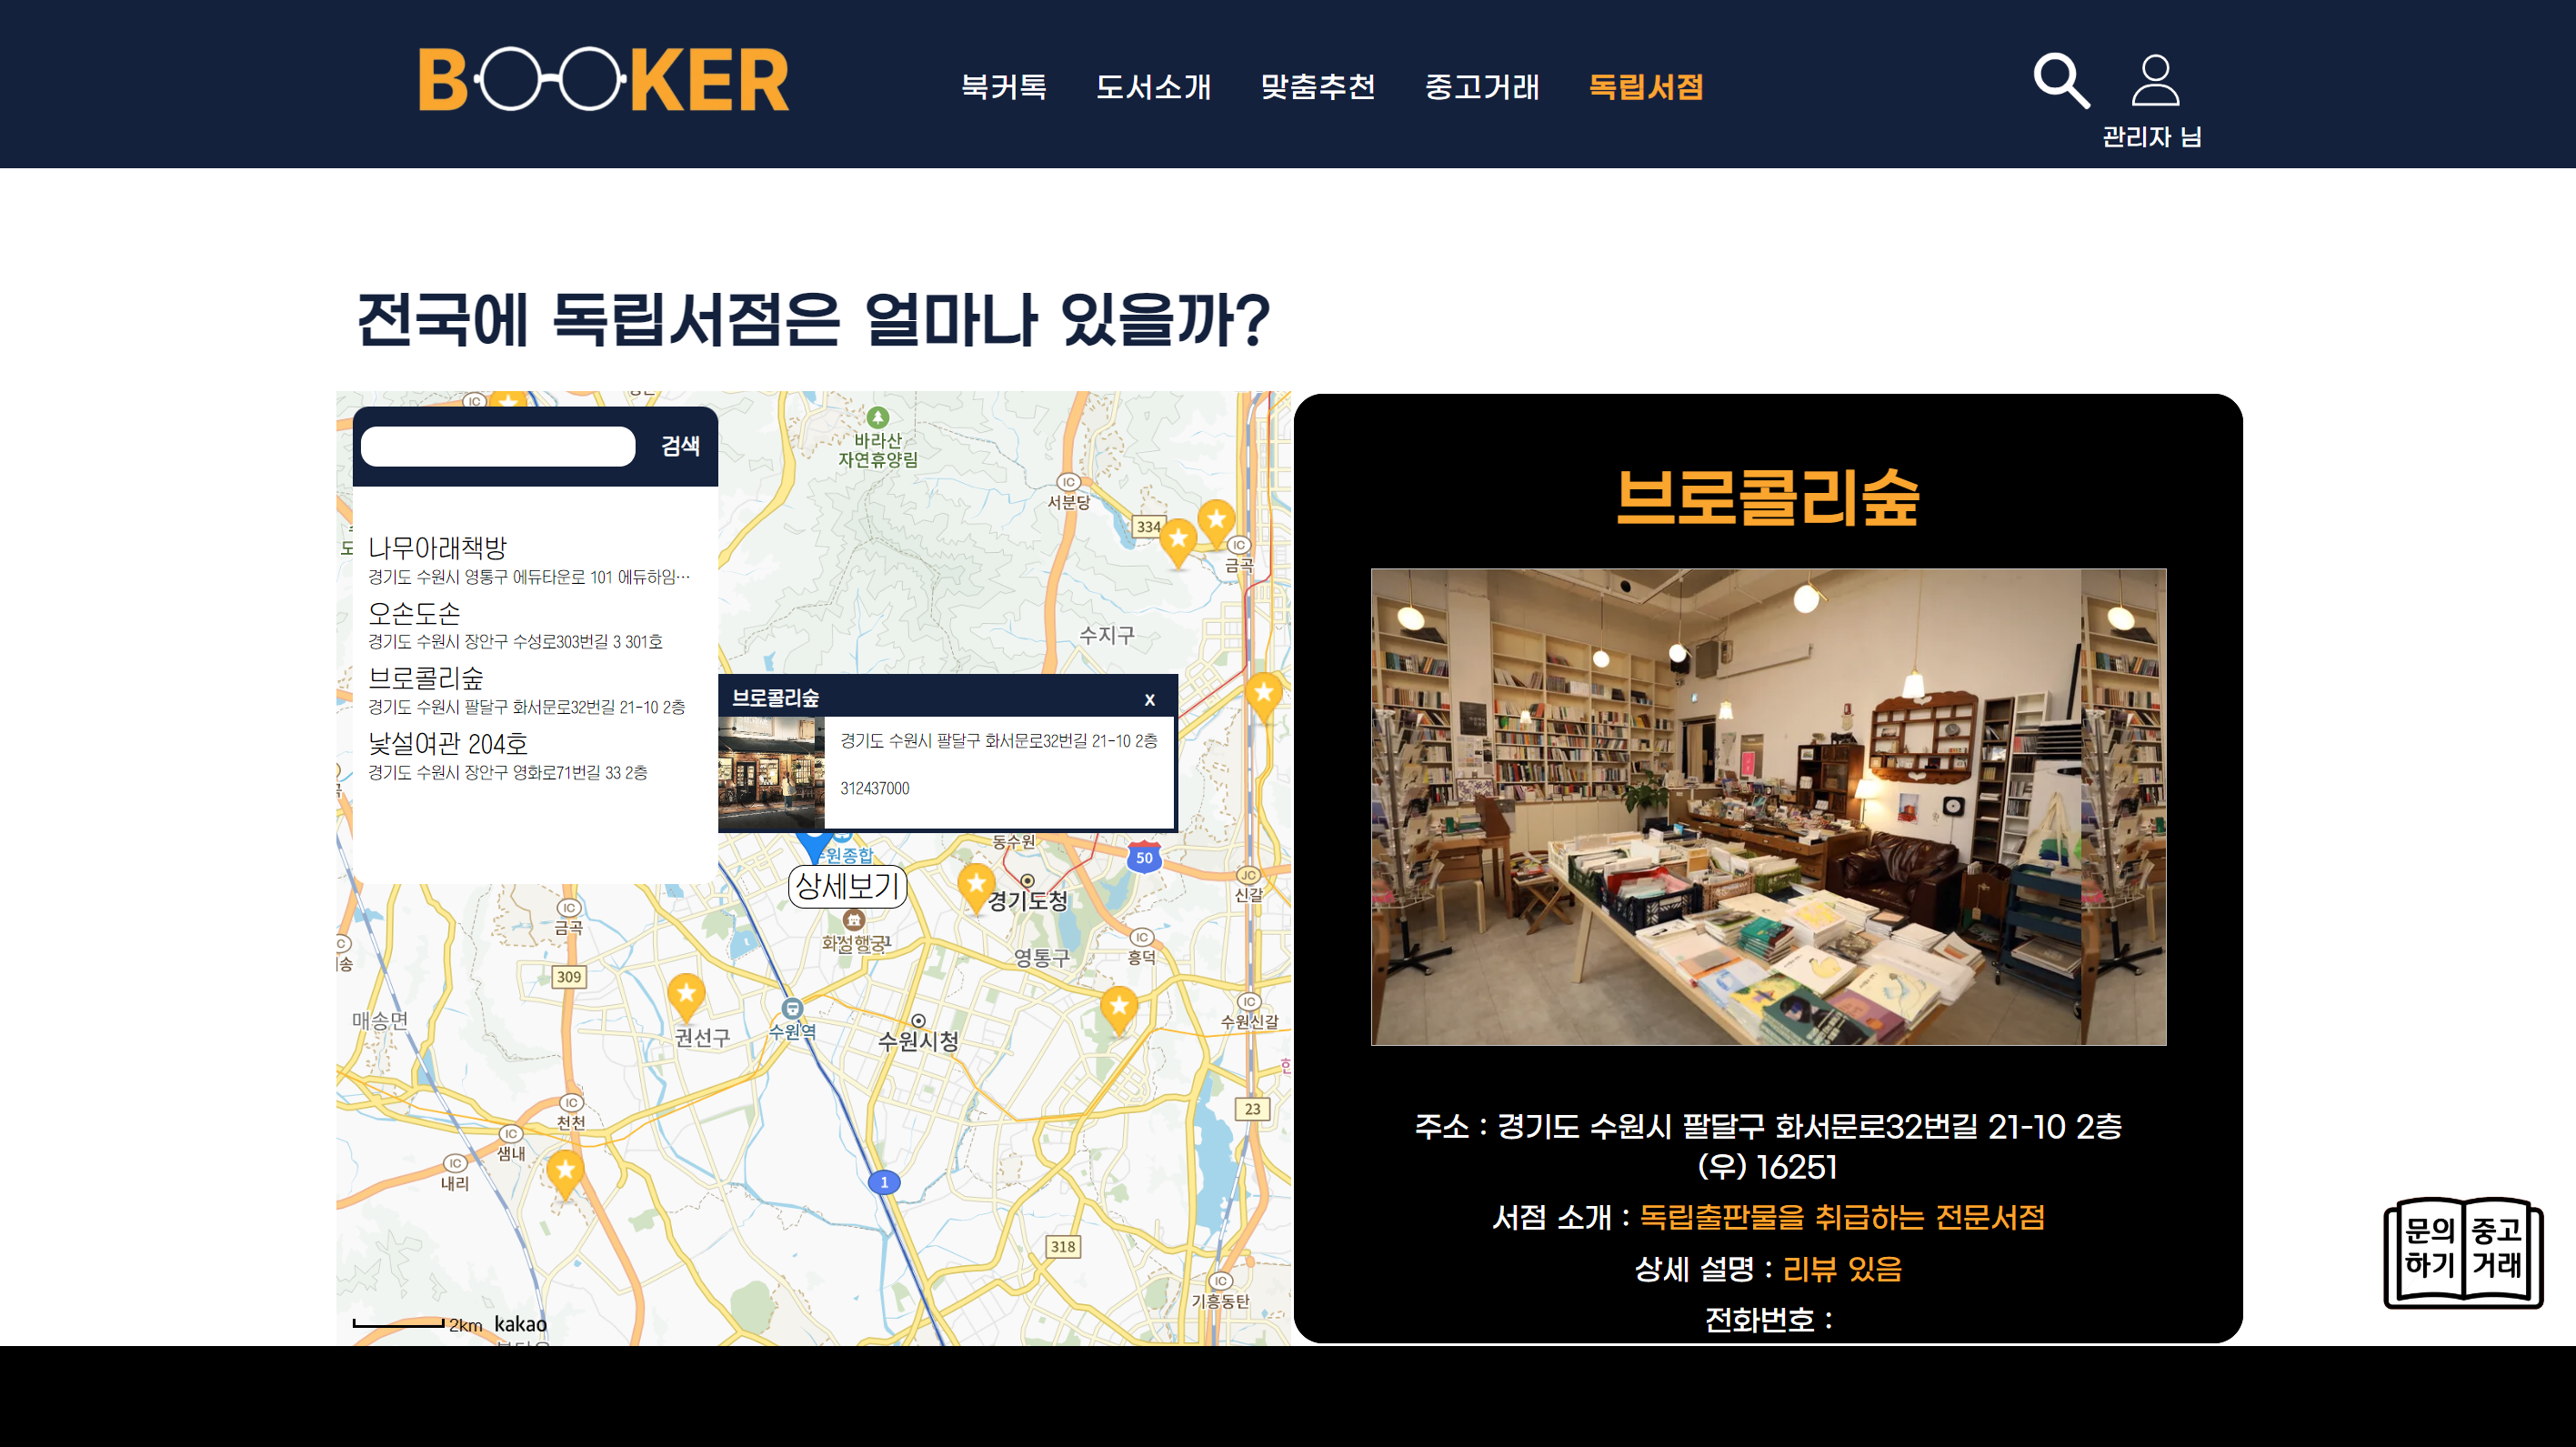 BOOKER
북커톡 도서소개 맞춤추천 중고거래 독립서점
관리자 님
전국에 독립서점은 얼마나 있을까?
검색
나무아래책방
경기도 수원시 영통구 에듀타운로 101 에듀하임…
오손도손
경기도 수원시 장안구 수성로303번길 3 301호
브로콜리숲
경기도 수원시 팔달구 화서문로32번길 21-10 2층
낯설여관 204호
경기도 수원시 장안구 영화로71번길 33 2층
브로콜리숲 x
경기도 수원시 팔달구 화서문로32번길 21-10 2층
312437000
상세보기
IC
바라산
자연휴양림
IC
서분당
334
IC
금곡
수지구
동수원
50
JC
신갈
경기도청
화성행궁
영통구
IC
흥덕
IC
금곡
309
매송면
권선구
수원역
수원시청
IC
수원신갈
23
IC
천천
IC
샘내
IC
내리
1
318
IC
기흥동탄
2km kakao
브로콜리숲
주소 : 경기도 수원시 팔달구 화서문로32번길 21-10 2층
(우) 16251
서점 소개 : 독립출판물을 취급하는 전문서점
상세 설명 : 리뷰 있음
전화번호 :
문의 중고
하기 거래